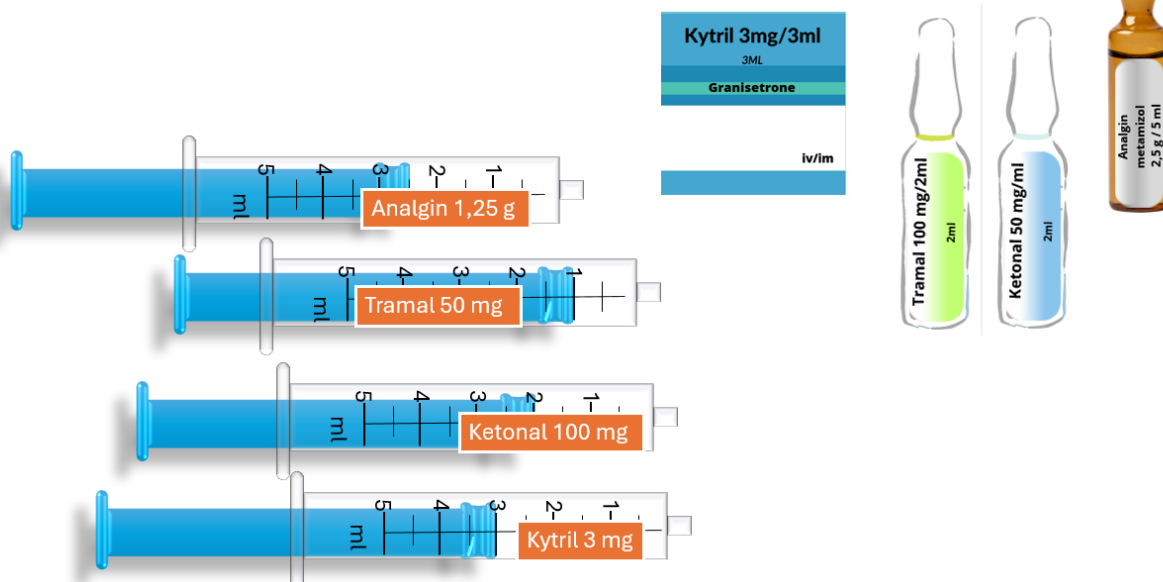 Kytril 3mg/3ml
3ML
Granisetrone
iv/im
Tramal 100 mg/2ml
2ml
Ketonal 50 mg/ml
2ml
Analgin
metamizol
2,5 g / 5 ml
5 4 3 2 1
ml
Analgin 1,25 g
5 4 3 2 1
ml
Tramal 50 mg
5 4 3 2 1
ml
Ketonal 100 mg
5 4 3 2 1
ml
Kytril 3 mg